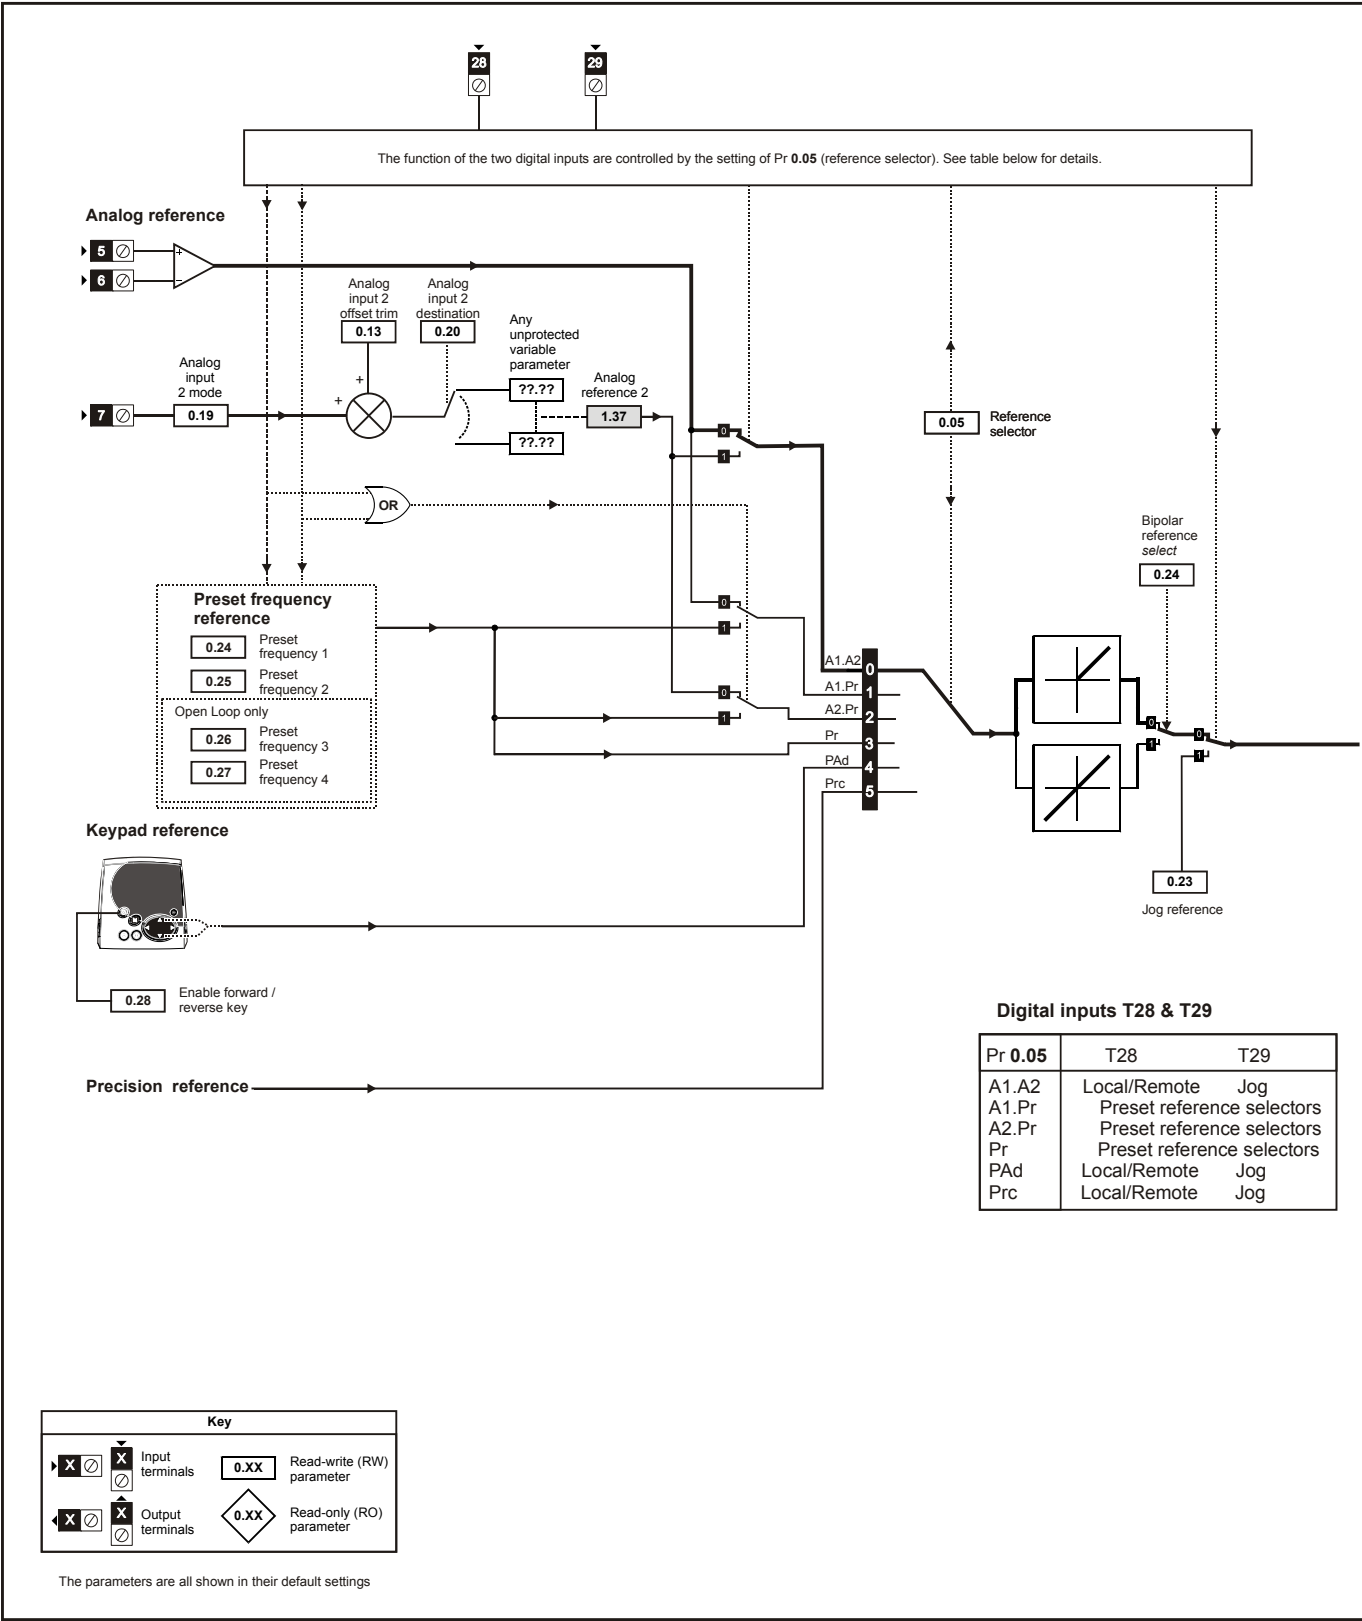 28
29
The function of the two digital inputs are controlled by the setting of Pr 0.05 (reference selector). See table below for details.
Analog reference
5
+
6
−
Analog
input 2
offset trim
0.13
Analog
input 2
destination
0.20
Any
unprotected
variable
parameter
??.??
??.??
Analog
input
2 mode
7
0.19
+
+
Analog
reference 2
1.37
0
1
0.05
Reference
selector
OR
Bipolar
reference
select
0.24
Preset frequency
reference
0.24
Preset
frequency 1
0.25
Preset
frequency 2
Open Loop only
0.26
Preset
frequency 3
0.27
Preset
frequency 4
0
1
0
1
A1.A2
0
A1.Pr
1
A2.Pr
2
Pr
3
PAd
4
Prc
5
0
1
0
1
0.23
Jog reference
Keypad reference
0.28
Enable forward /
reverse key
Precision reference
Digital inputs T28 & T29
Pr 0.05 T28 T29
A1.A2 Local/Remote Jog
A1.Pr Preset reference selectors
A2.Pr Preset reference selectors
Pr Preset reference selectors
PAd Local/Remote Jog
Prc Local/Remote Jog
Key
X
X
Input
terminals
0.XX
Read-write (RW)
parameter
X
X
Output
terminals
0.XX
Read-only (RO)
parameter
The parameters are all shown in their default settings